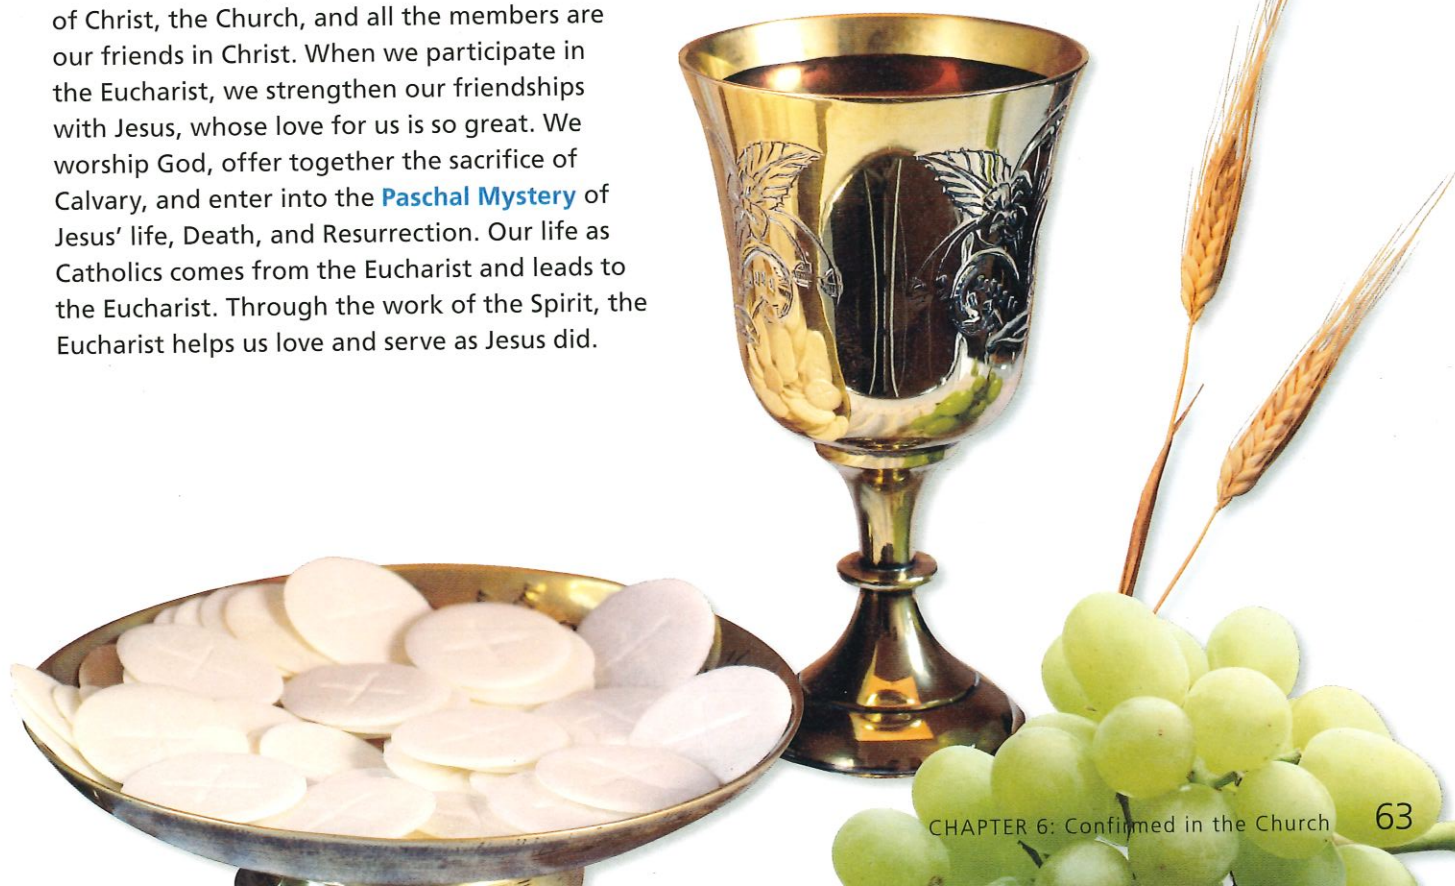 of Christ, the Church, and all the members are
our friends in Christ. When we participate in
the Eucharist, we strengthen our friendships
with Jesus, whose love for us is so great. We
worship God, offer together the sacrifice of
Calvary, and enter into the Paschal Mystery of
Jesus’ life, Death, and Resurrection. Our life as
Catholics comes from the Eucharist and leads to
the Eucharist. Through the work of the Spirit, the
Eucharist helps us love and serve as Jesus did.
CHAPTER 6: Confirmed in the Church 63